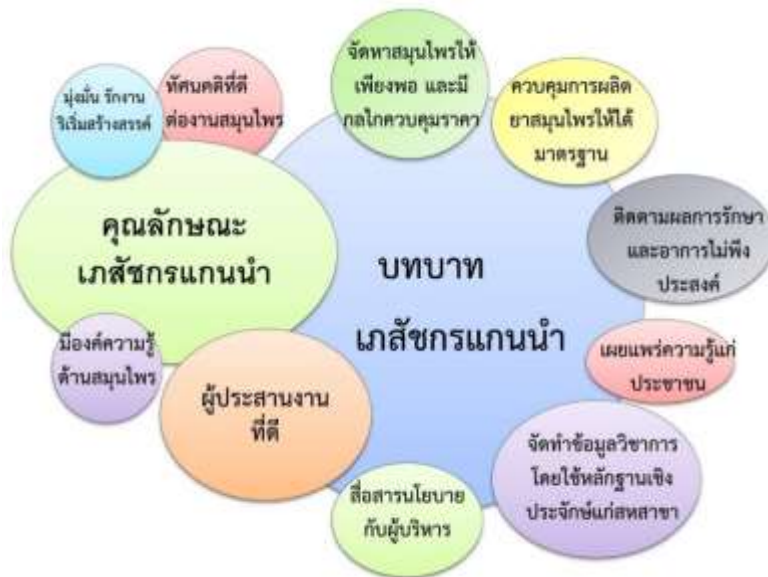 จัดหาสมุนไพรให้
เพียงพอ และมี
กลไกควบคุมราคา
มุ่งมั่น รักงาน
ริเริ่มสร้างสรรค์
ทัศนคติที่ดี
ต่องานสมุนไพร
ควบคุมการผลิต
ยาสมุนไพรให้ได้
มาตรฐาน
คุณลักษณะ
เภสัชกรแกนนำ
บทบาท
เภสัชกรแกนนำ
ติดตามผลการรักษา
และอาการไม่พึง
ประสงค์
มีองค์ความรู้
ด้านสมุนไพร
เผยแพร่ความรู้แก่
ประชาชน
ผู้ประสานงาน
ที่ดี
จัดทำข้อมูลวิชาการ
โดยใช้หลักฐานเชิง
ประจักษ์แก่สหสาขา
สื่อสารนโยบาย
กับผู้บริหาร